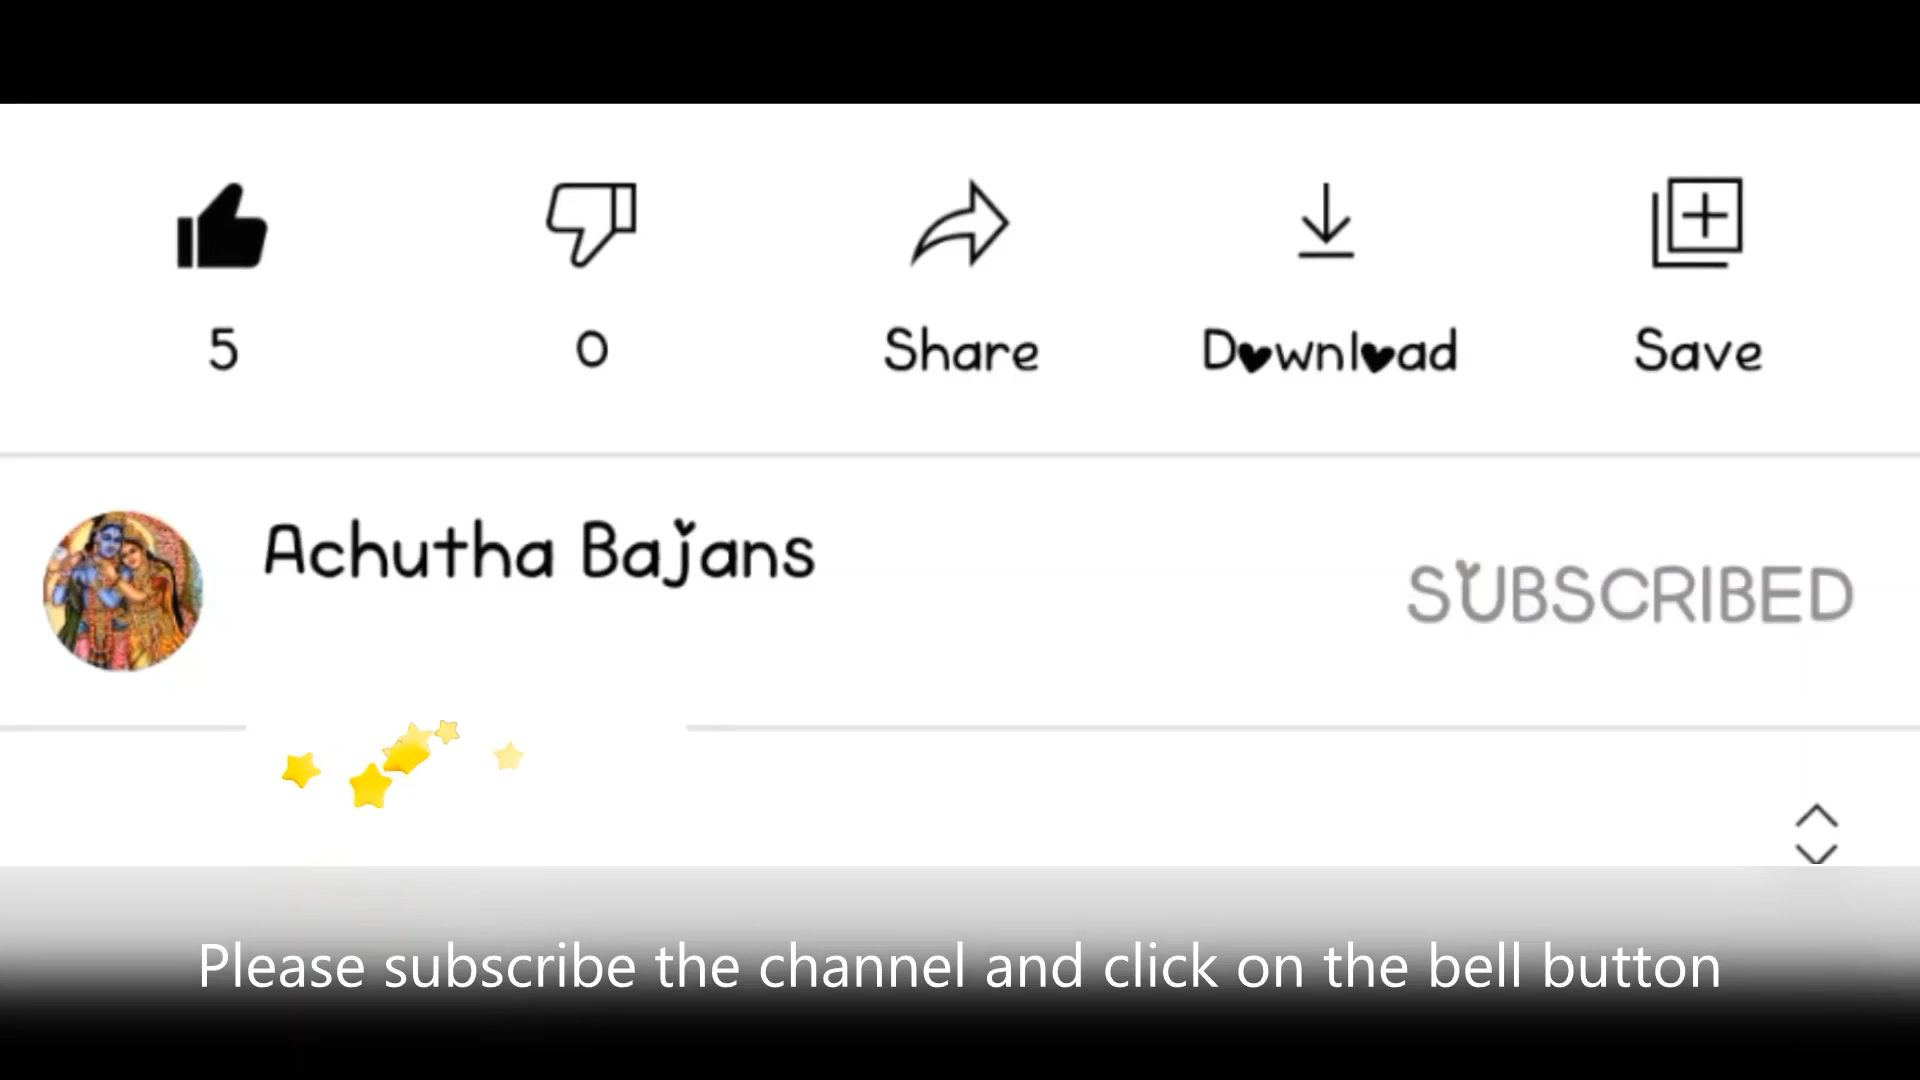 5 0 Share Download Save
Achutha Bajans
SUBSCRIBED
Please subscribe the channel and click on the bell button